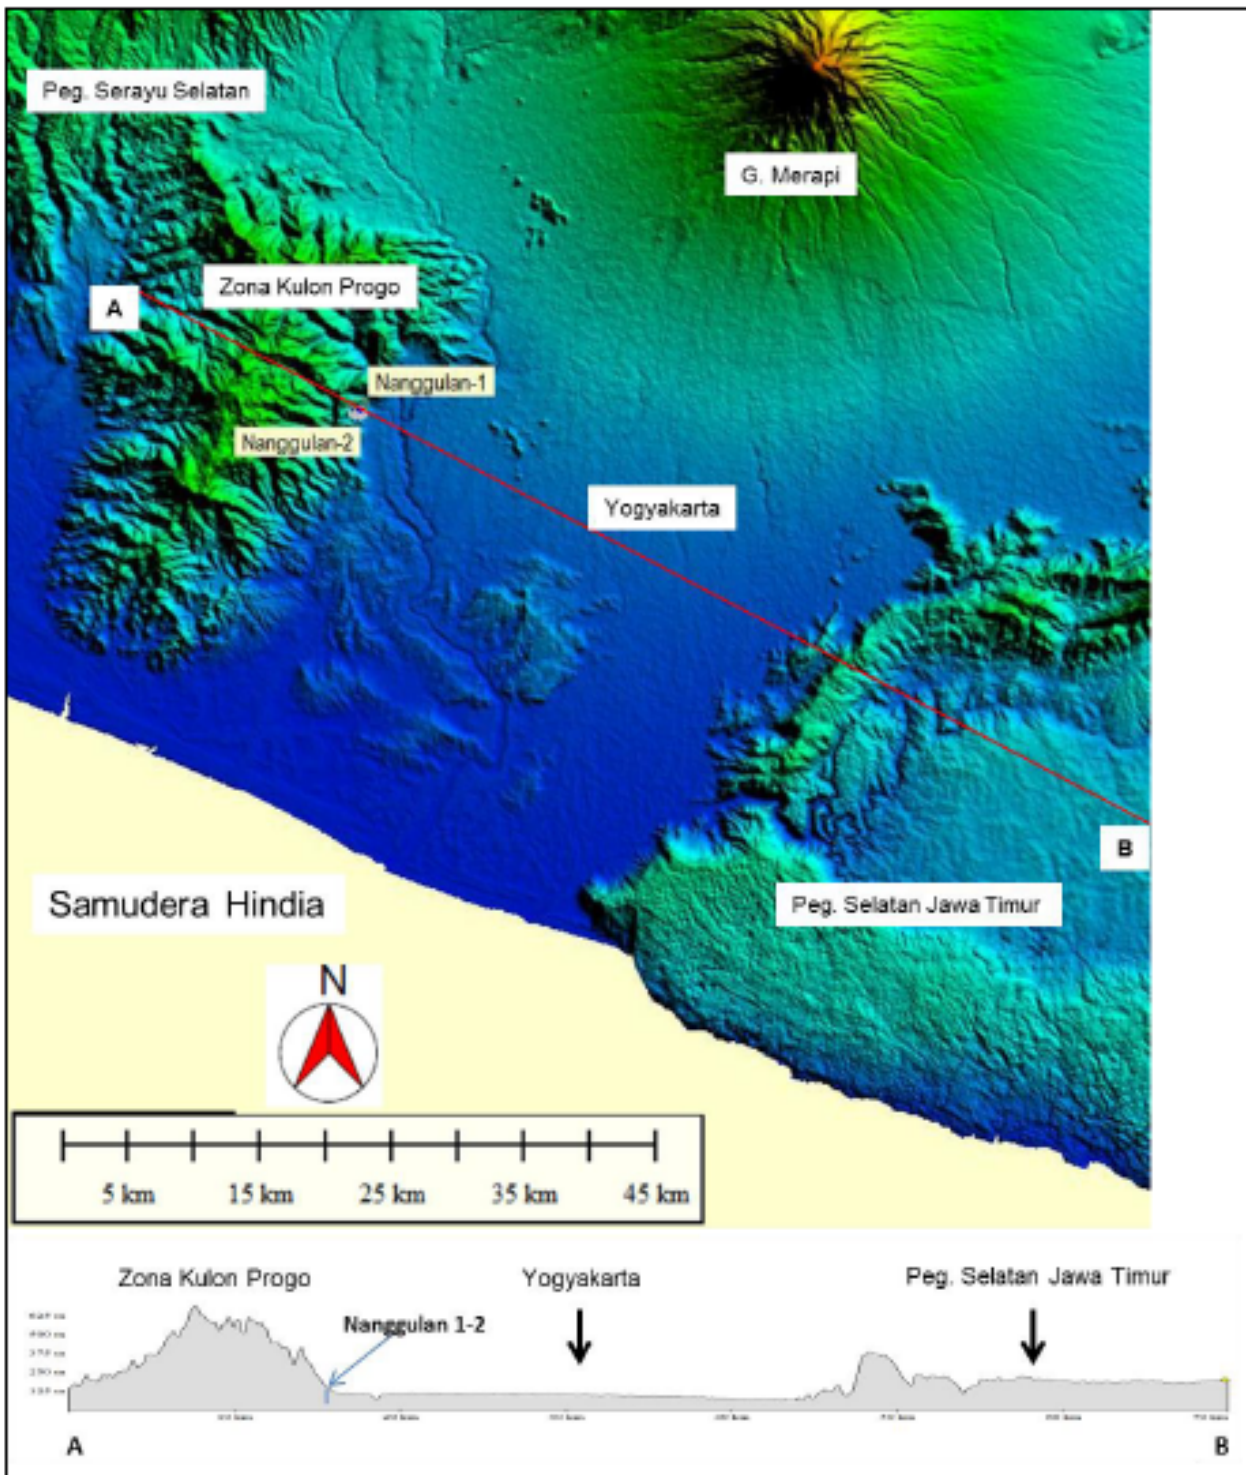 Peg. Serayu Selatan
G. Merapi
Zona Kulon Progo
A
Nanggulan-1
Nanggulan-2
Yogyakarta
B
Peg. Selatan Jawa Timur
Samudera Hindia
N
5 km 15 km 25 km 35 km 45 km
Zona Kulon Progo Yogyakarta Peg. Selatan Jawa Timur
Nanggulan 1-2
A B